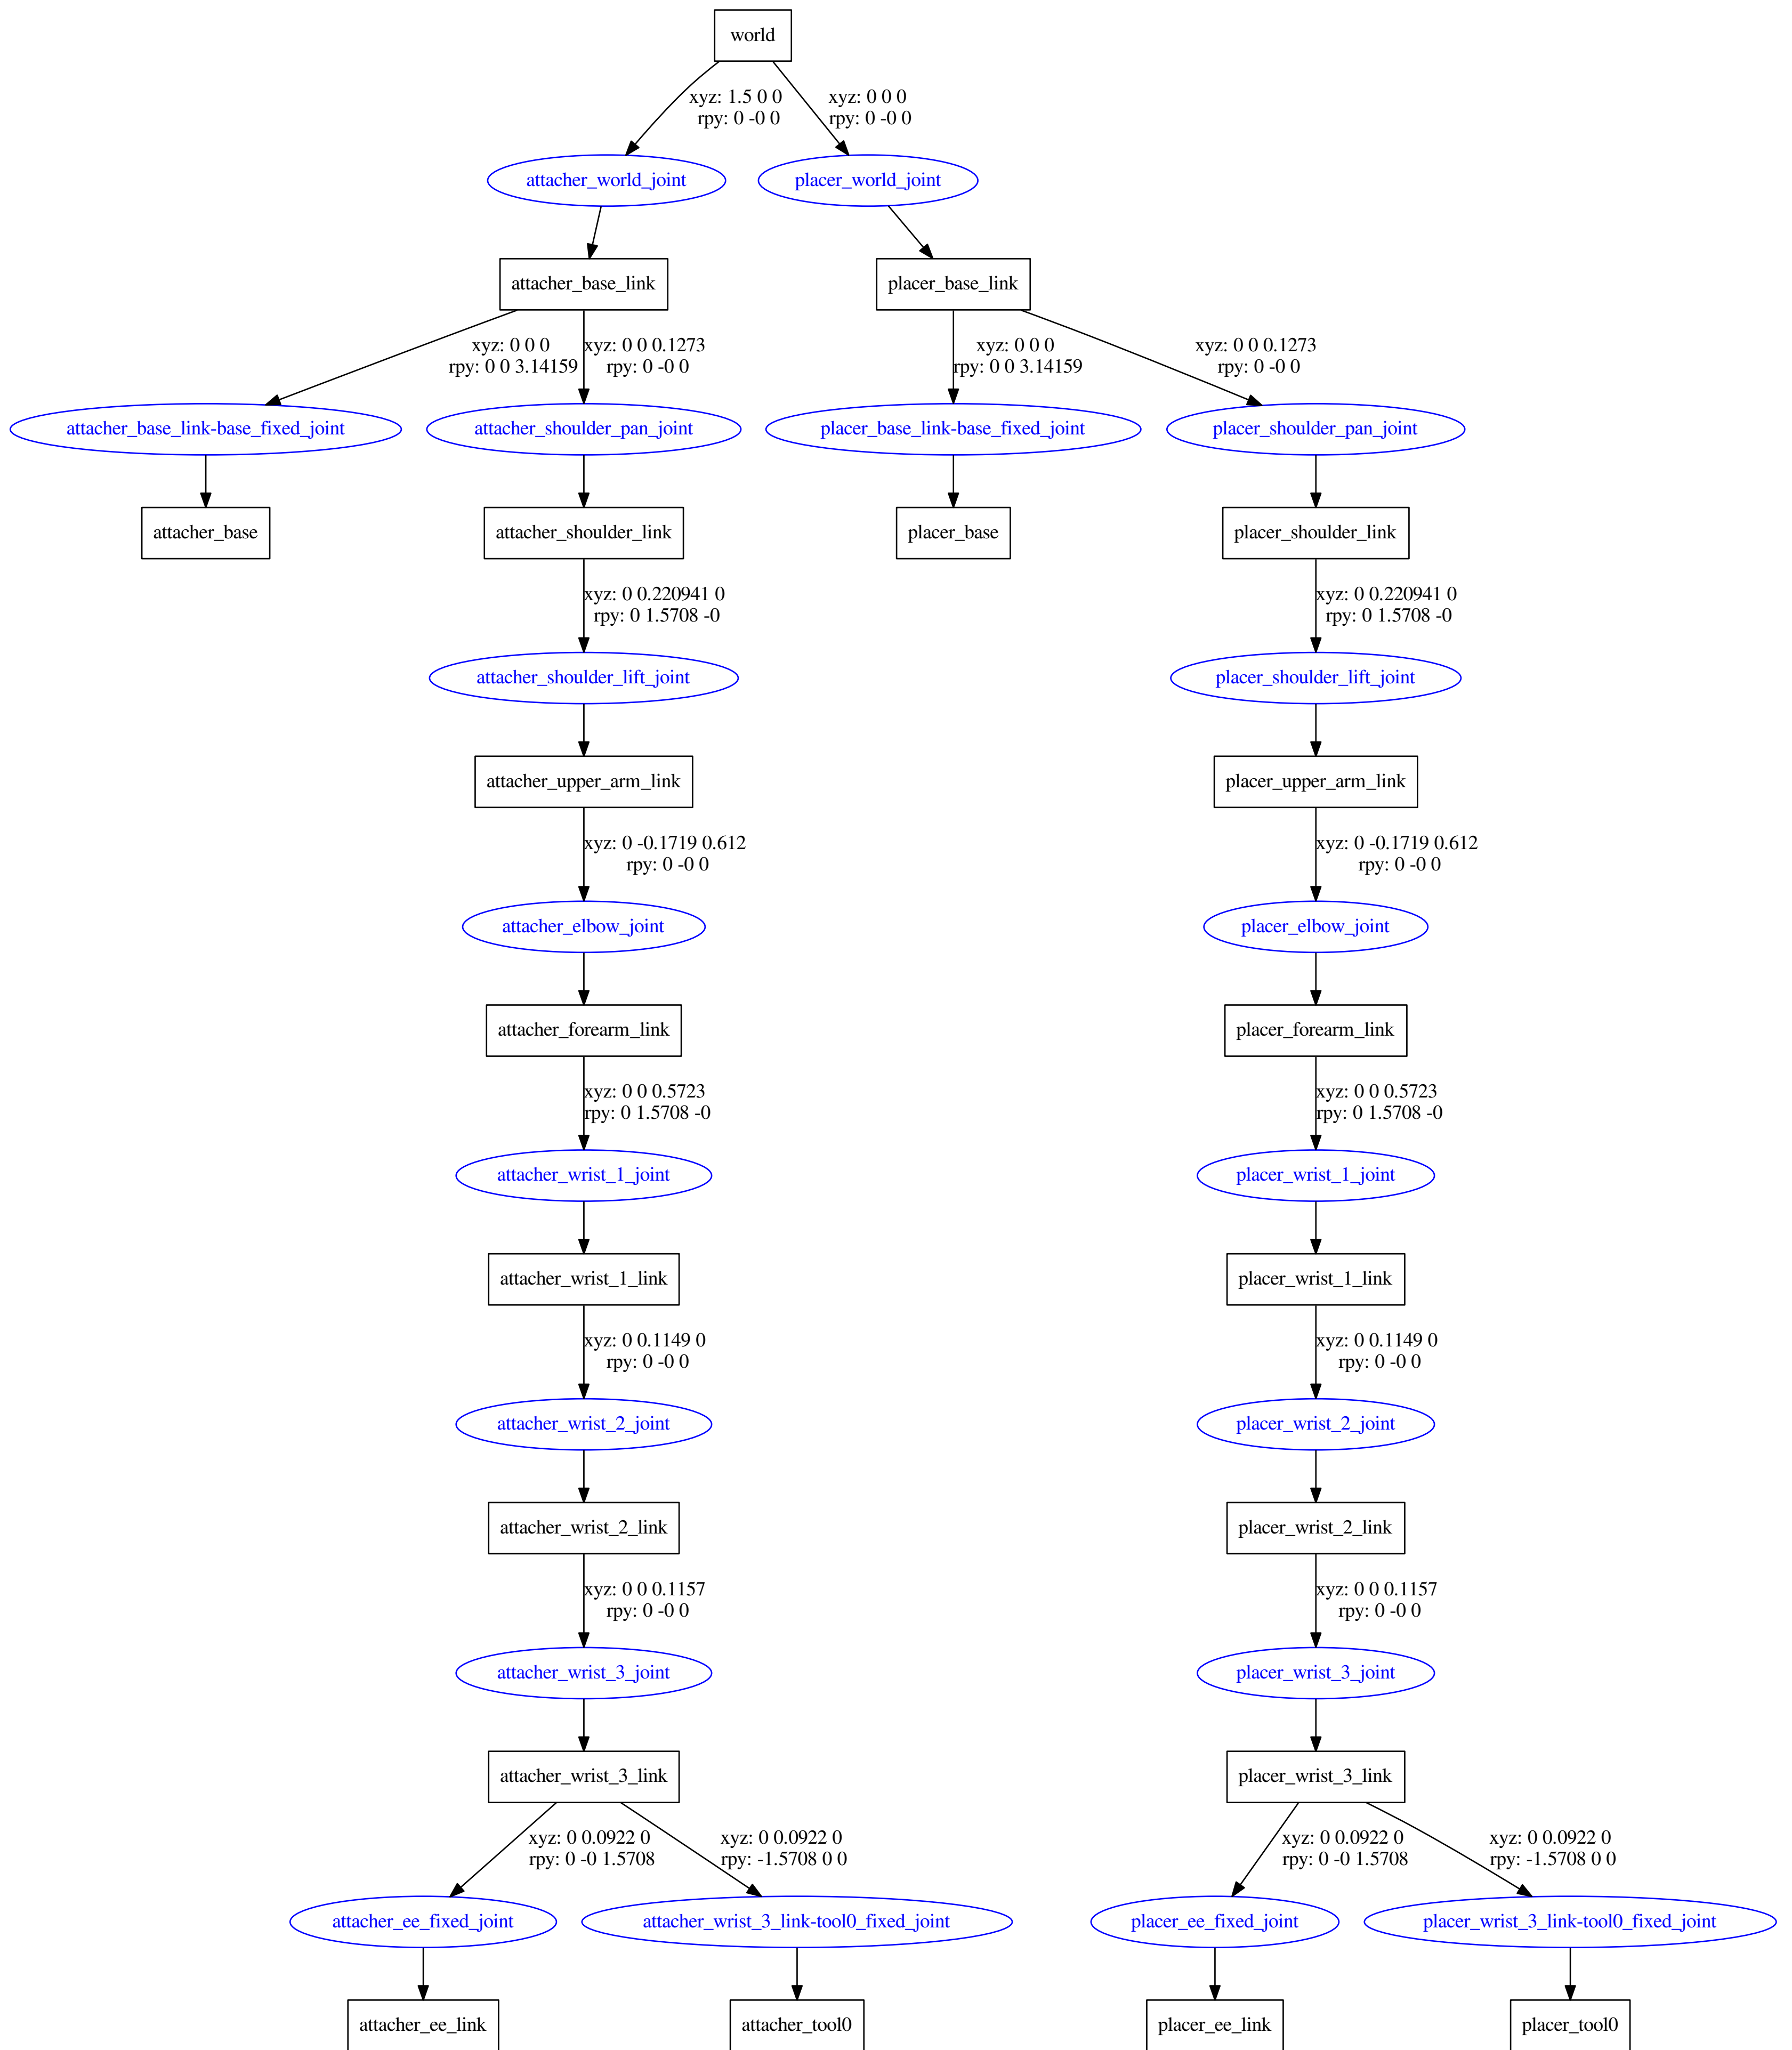 world
xyz: 1.5 0 0
rpy: 0 -0 0
xyz: 0 0 0
rpy: 0 -0 0
attacher_world_joint
placer_world_joint
attacher_base_link
placer_base_link
xyz: 0 0 0
rpy: 0 0 3.14159
xyz: 0 0 0.1273
rpy: 0 -0 0
xyz: 0 0 0
rpy: 0 0 3.14159
xyz: 0 0 0.1273
rpy: 0 -0 0
attacher_base_link-base_fixed_joint
attacher_shoulder_pan_joint
placer_base_link-base_fixed_joint
placer_shoulder_pan_joint
attacher_base
attacher_shoulder_link
placer_base
placer_shoulder_link
xyz: 0 0.220941 0
rpy: 0 1.5708 -0
xyz: 0 0.220941 0
rpy: 0 1.5708 -0
attacher_shoulder_lift_joint
placer_shoulder_lift_joint
attacher_upper_arm_link
placer_upper_arm_link
xyz: 0 -0.1719 0.612
rpy: 0 -0 0
xyz: 0 -0.1719 0.612
rpy: 0 -0 0
attacher_elbow_joint
placer_elbow_joint
attacher_forearm_link
placer_forearm_link
xyz: 0 0 0.5723
rpy: 0 1.5708 -0
xyz: 0 0 0.5723
rpy: 0 1.5708 -0
attacher_wrist_1_joint
placer_wrist_1_joint
attacher_wrist_1_link
placer_wrist_1_link
xyz: 0 0.1149 0
rpy: 0 -0 0
xyz: 0 0.1149 0
rpy: 0 -0 0
attacher_wrist_2_joint
placer_wrist_2_joint
attacher_wrist_2_link
placer_wrist_2_link
xyz: 0 0 0.1157
rpy: 0 -0 0
xyz: 0 0 0.1157
rpy: 0 -0 0
attacher_wrist_3_joint
placer_wrist_3_joint
attacher_wrist_3_link
placer_wrist_3_link
xyz: 0 0.0922 0
rpy: 0 -0 1.5708
xyz: 0 0.0922 0
rpy: -1.5708 0 0
xyz: 0 0.0922 0
rpy: 0 -0 1.5708
xyz: 0 0.0922 0
rpy: -1.5708 0 0
attacher_ee_fixed_joint
attacher_wrist_3_link-tool0_fixed_joint
placer_ee_fixed_joint
placer_wrist_3_link-tool0_fixed_joint
attacher_ee_link
attacher_tool0
placer_ee_link
placer_tool0